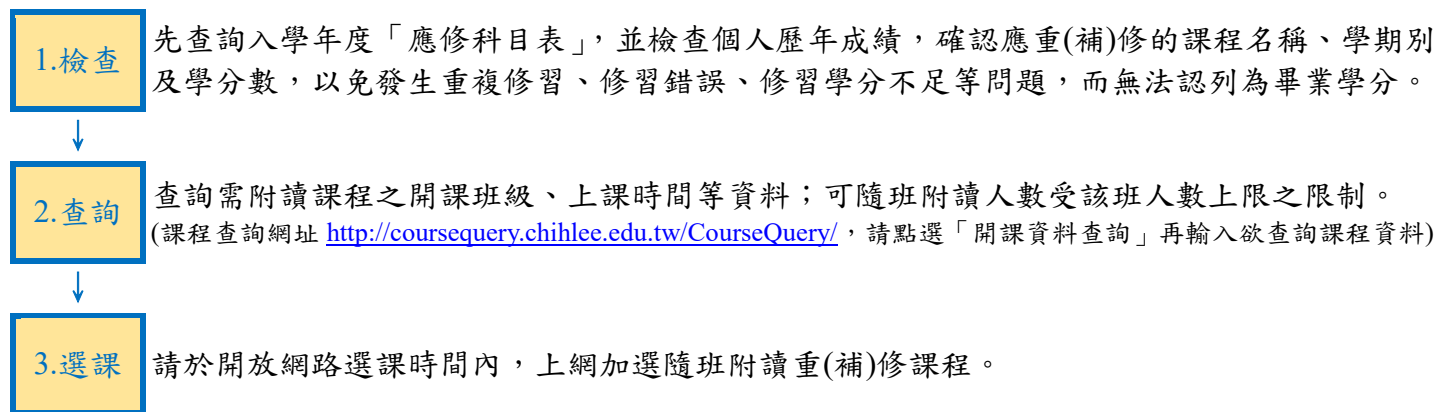 1.檢查
先查詢入學年度「應修科目表」,並檢查個人歷年成績,確認應重(補)修的課程名稱、學期別
及學分數,以免發生重複修習、修習錯誤、修習學分不足等問題,而無法認列為畢業學分。
↓
2.查詢
查詢需附讀課程之開課班級、上課時間等資料;可隨班附讀人數受該班人數上限之限制。
(課程查詢網址 http://coursequery.chihlee.edu.tw/CourseQuery/,請點選「開課資料查詢」再輸入欲查詢課程資料)
↓
3.選課
請於開放網路選課時間內,上網加選隨班附讀重(補)修課程。